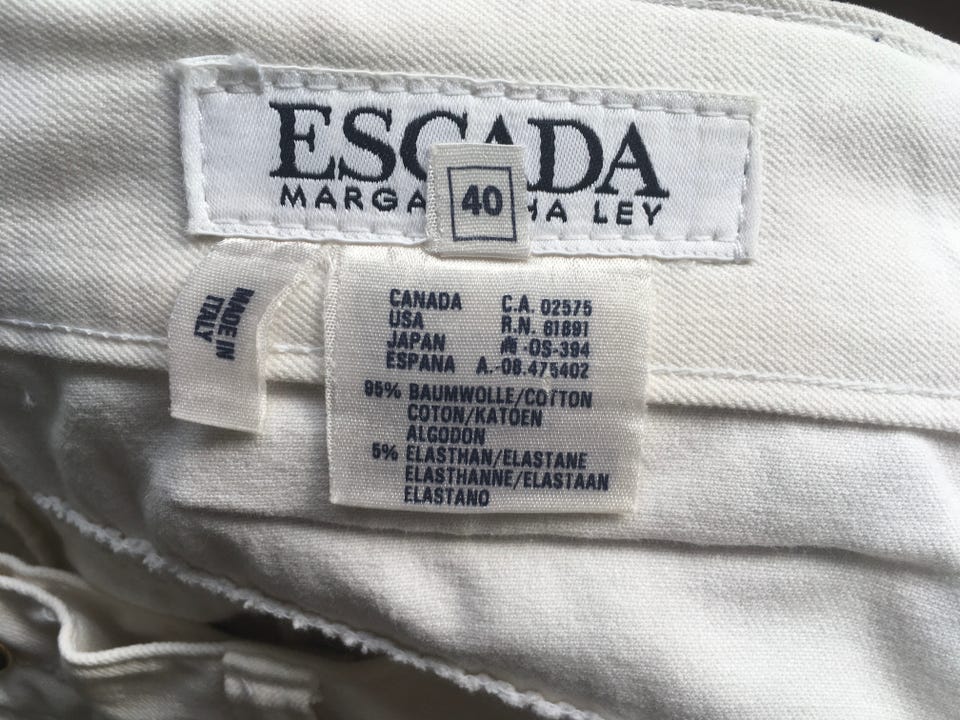 ESCADA
MARGA HA LEY
40
MADE IN
ITALY
CANADA C.A. 02575
USA R.N. 61891
JAPAN -OS-394
ESPANA A.-08.475402
95% BAUMWOLLE/COTTON
COTON/KATOEN
ALGODON
5% ELASTHAN/ELASTANE
ELASTHANNE/ELASTAAN
ELASTANO